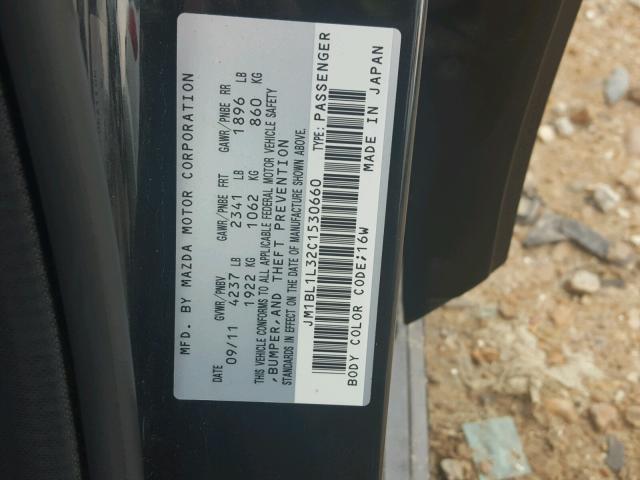 MFD. BY MAZDA MOTOR CORPORATION
DATE GVWR/PNBV GAWR/PNBE FRT GAWR/PNBE RR
09/11 4237 LB 2341 LB 1896 LB
1922 KG 1062 KG 860 KG
THIS VEHICLE CONFORMS TO ALL APPLICABLE FEDERAL MOTOR VEHICLE SAFETY
, BUMPER, AND THEFT PREVENTION
STANDARDS IN EFFECT ON THE DATE OF MANUFACTURE SHOWN ABOVE.
JM1BL1L32C1530660 TYPE: PASSENGER
BODY COLOR CODE;16W MADE IN JAPAN